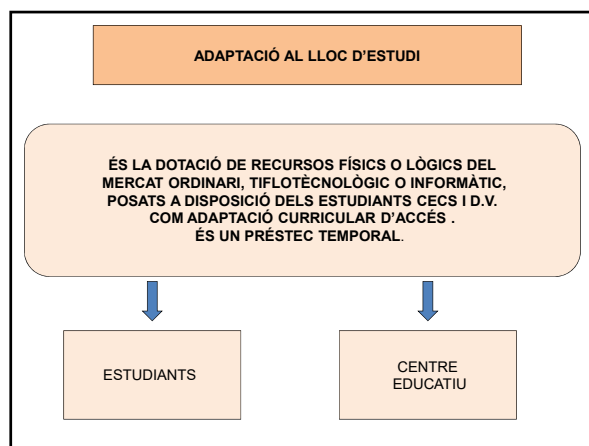 ADAPTACIÓ AL LLOC D’ESTUDI
ÉS LA DOTACIÓ DE RECURSOS FÍSICS O LÒGICS DEL
MERCAT ORDINARI, TIFLOTÈCNOLÒGIC O INFORMÀTIC,
POSATS A DISPOSICIÓ DELS ESTUDIANTS CECS I D.V.
COM ADAPTACIÓ CURRICULAR D’ACCÉS .
ÉS UN PRÉSTEC TEMPORAL.
ESTUDIANTS
CENTRE
EDUCATIU